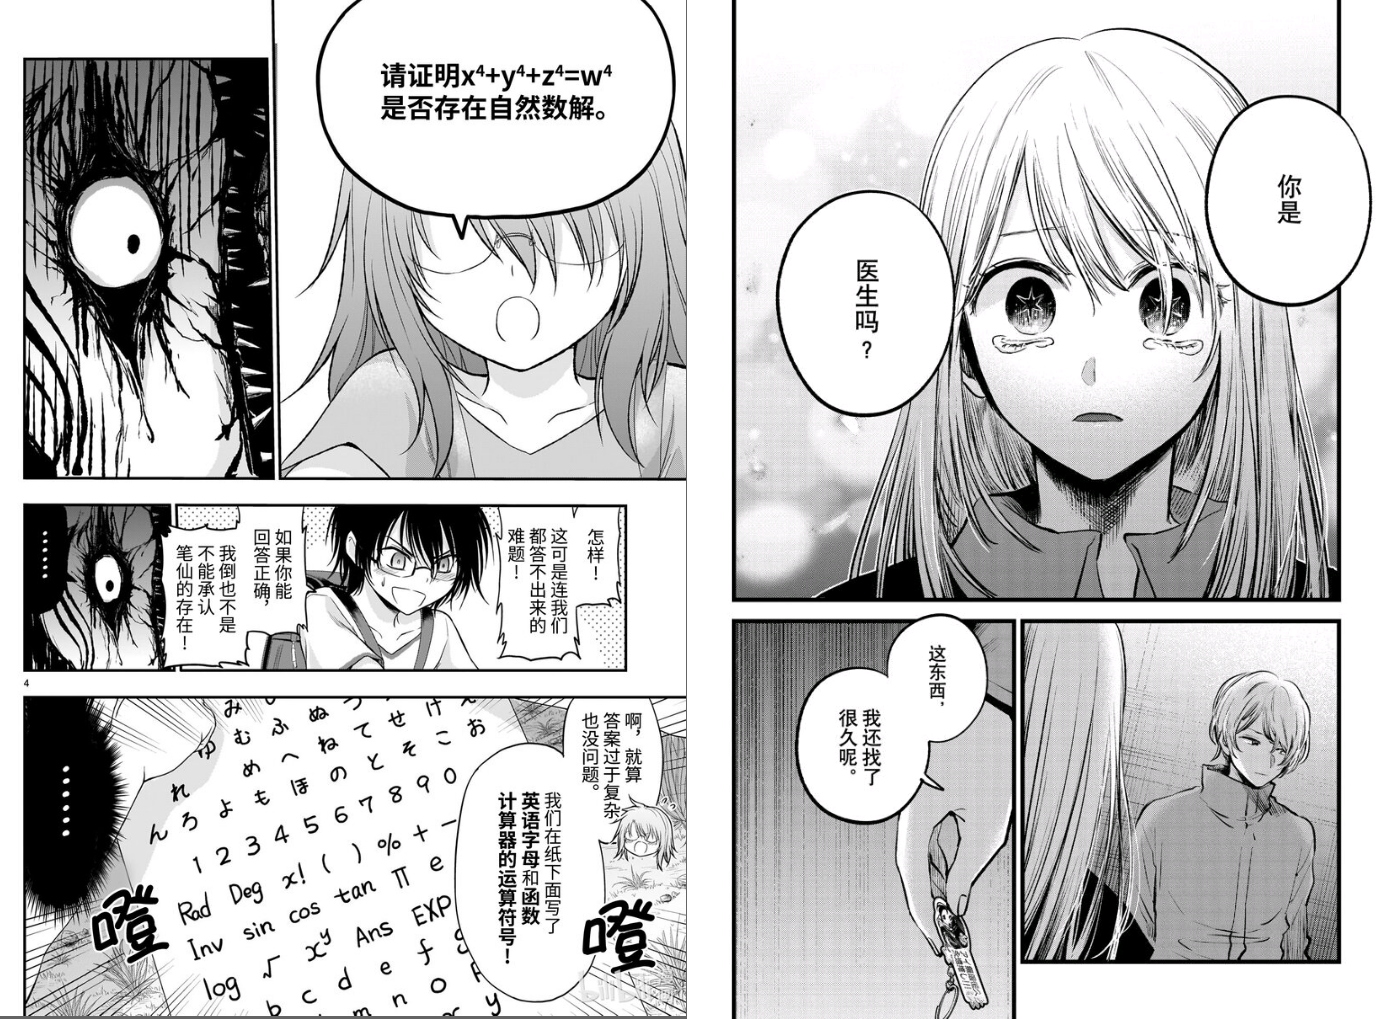 请证明x⁴+y⁴+z⁴=w⁴
是否存在自然数解。
怎样！
这可是连我们
都答不出来的
难题！
如果你能
回答正确，
我倒也不是
不能承认
笔仙的存在！
……
4
啊，就算
答案过于复杂
也没问题。
我们在纸下面写了
英语字母和函数
计算器的运算符号！
……
噔
噔
み ふ ぬ つ せ け
ゆ む へ ね て そ こ お
れ め ほ の と
ん ろ よ も
1 2 3 4 5 6 7 8 9 0
Rad Deg x! ( ) % + −
Inv sin cos tan π e
log √ xʸ Ans EXP
b c d e f g
m n o p
x y
你是
医生吗？
这东西，
我还找了
很久呢。
bilibili